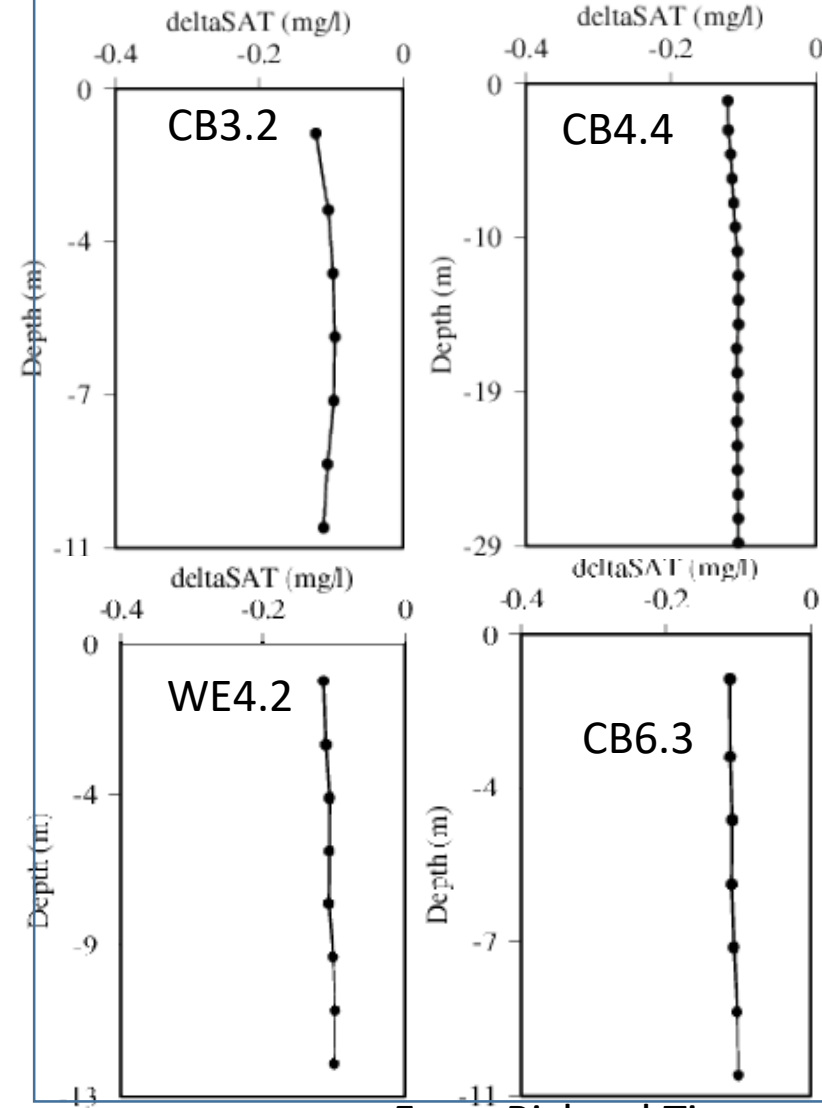 deltaSAT (mg/l)
-0.4 -0.2 0
0
CB3.2
-4
Depth (m)
-7
-11
deltaSAT (mg/l)
-0.4 -0.2 0
0
CB4.4
-10
Depth (m)
-19
-29
deltaSAT (mg/l)
-0.4 -0.2 0
0
WE4.2
-4
Depth (m)
-9
-13
deltaSAT (mg/l)
-0.4 -0.2 0
0
CB6.3
-4
Depth (m)
-7
-11